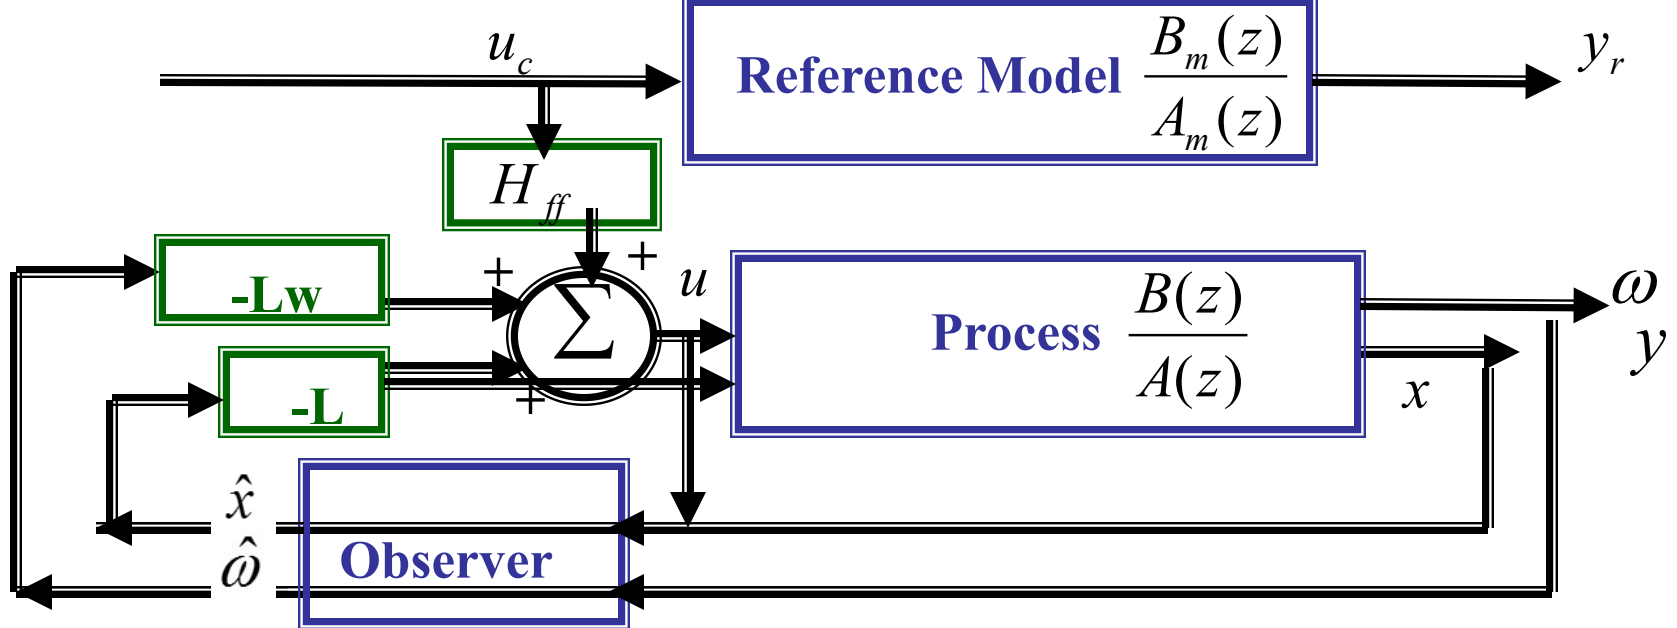 u_c
Reference Model B_m(z) / A_m(z)
y_r
H_ff
+
+
-Lw
∑
u
Process B(z) / A(z)
ω
y
-L
+
x
x̂
ω̂
Observer